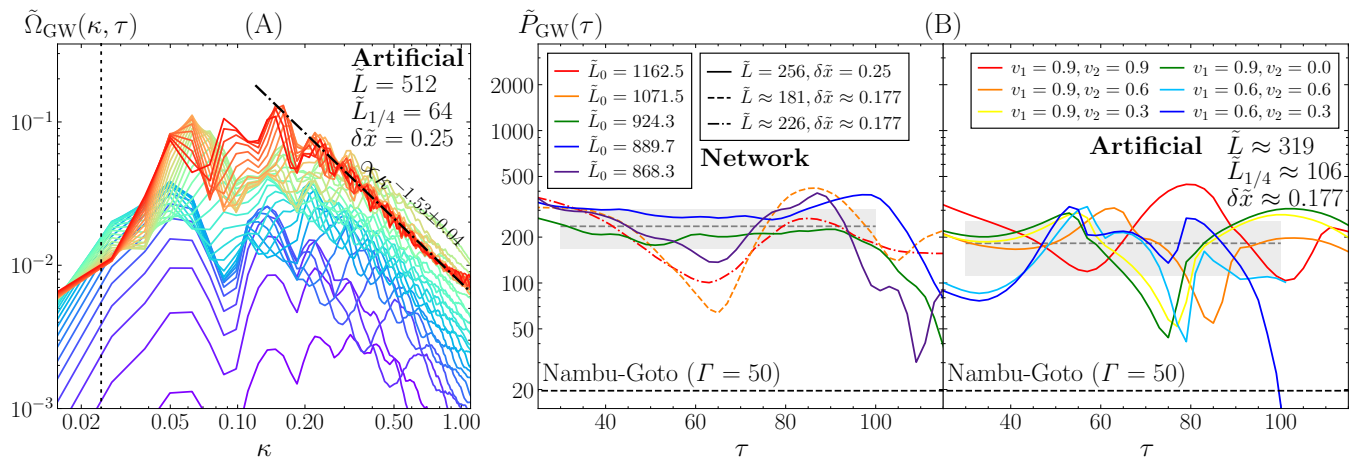 Ω̃_GW(κ, τ)
(A)
Artificial
L̃ = 512
L̃_1/4 = 64
δx̃ = 0.25
∝κ^−1.53±0.04
10^−1
10^−2
10^−3
0.02 0.05 0.10 0.20 0.50 1.00
κ
P̃_GW(τ)
(B)
2000
1000
500
200
100
50
20
L̃_0 = 1162.5
L̃_0 = 1071.5
L̃_0 = 924.3
L̃_0 = 889.7
L̃_0 = 868.3
L̃ = 256, δx̃ = 0.25
L̃ ≈ 181, δx̃ ≈ 0.177
L̃ ≈ 226, δx̃ ≈ 0.177
Network
Nambu-Goto (Γ = 50)
40 60 80 100
τ
v_1 = 0.9, v_2 = 0.9
v_1 = 0.9, v_2 = 0.6
v_1 = 0.9, v_2 = 0.3
v_1 = 0.9, v_2 = 0.0
v_1 = 0.6, v_2 = 0.6
v_1 = 0.6, v_2 = 0.3
Artificial
L̃ ≈ 319
L̃_1/4 ≈ 106
δx̃ ≈ 0.177
Nambu-Goto (Γ = 50)
40 60 80 100
τ